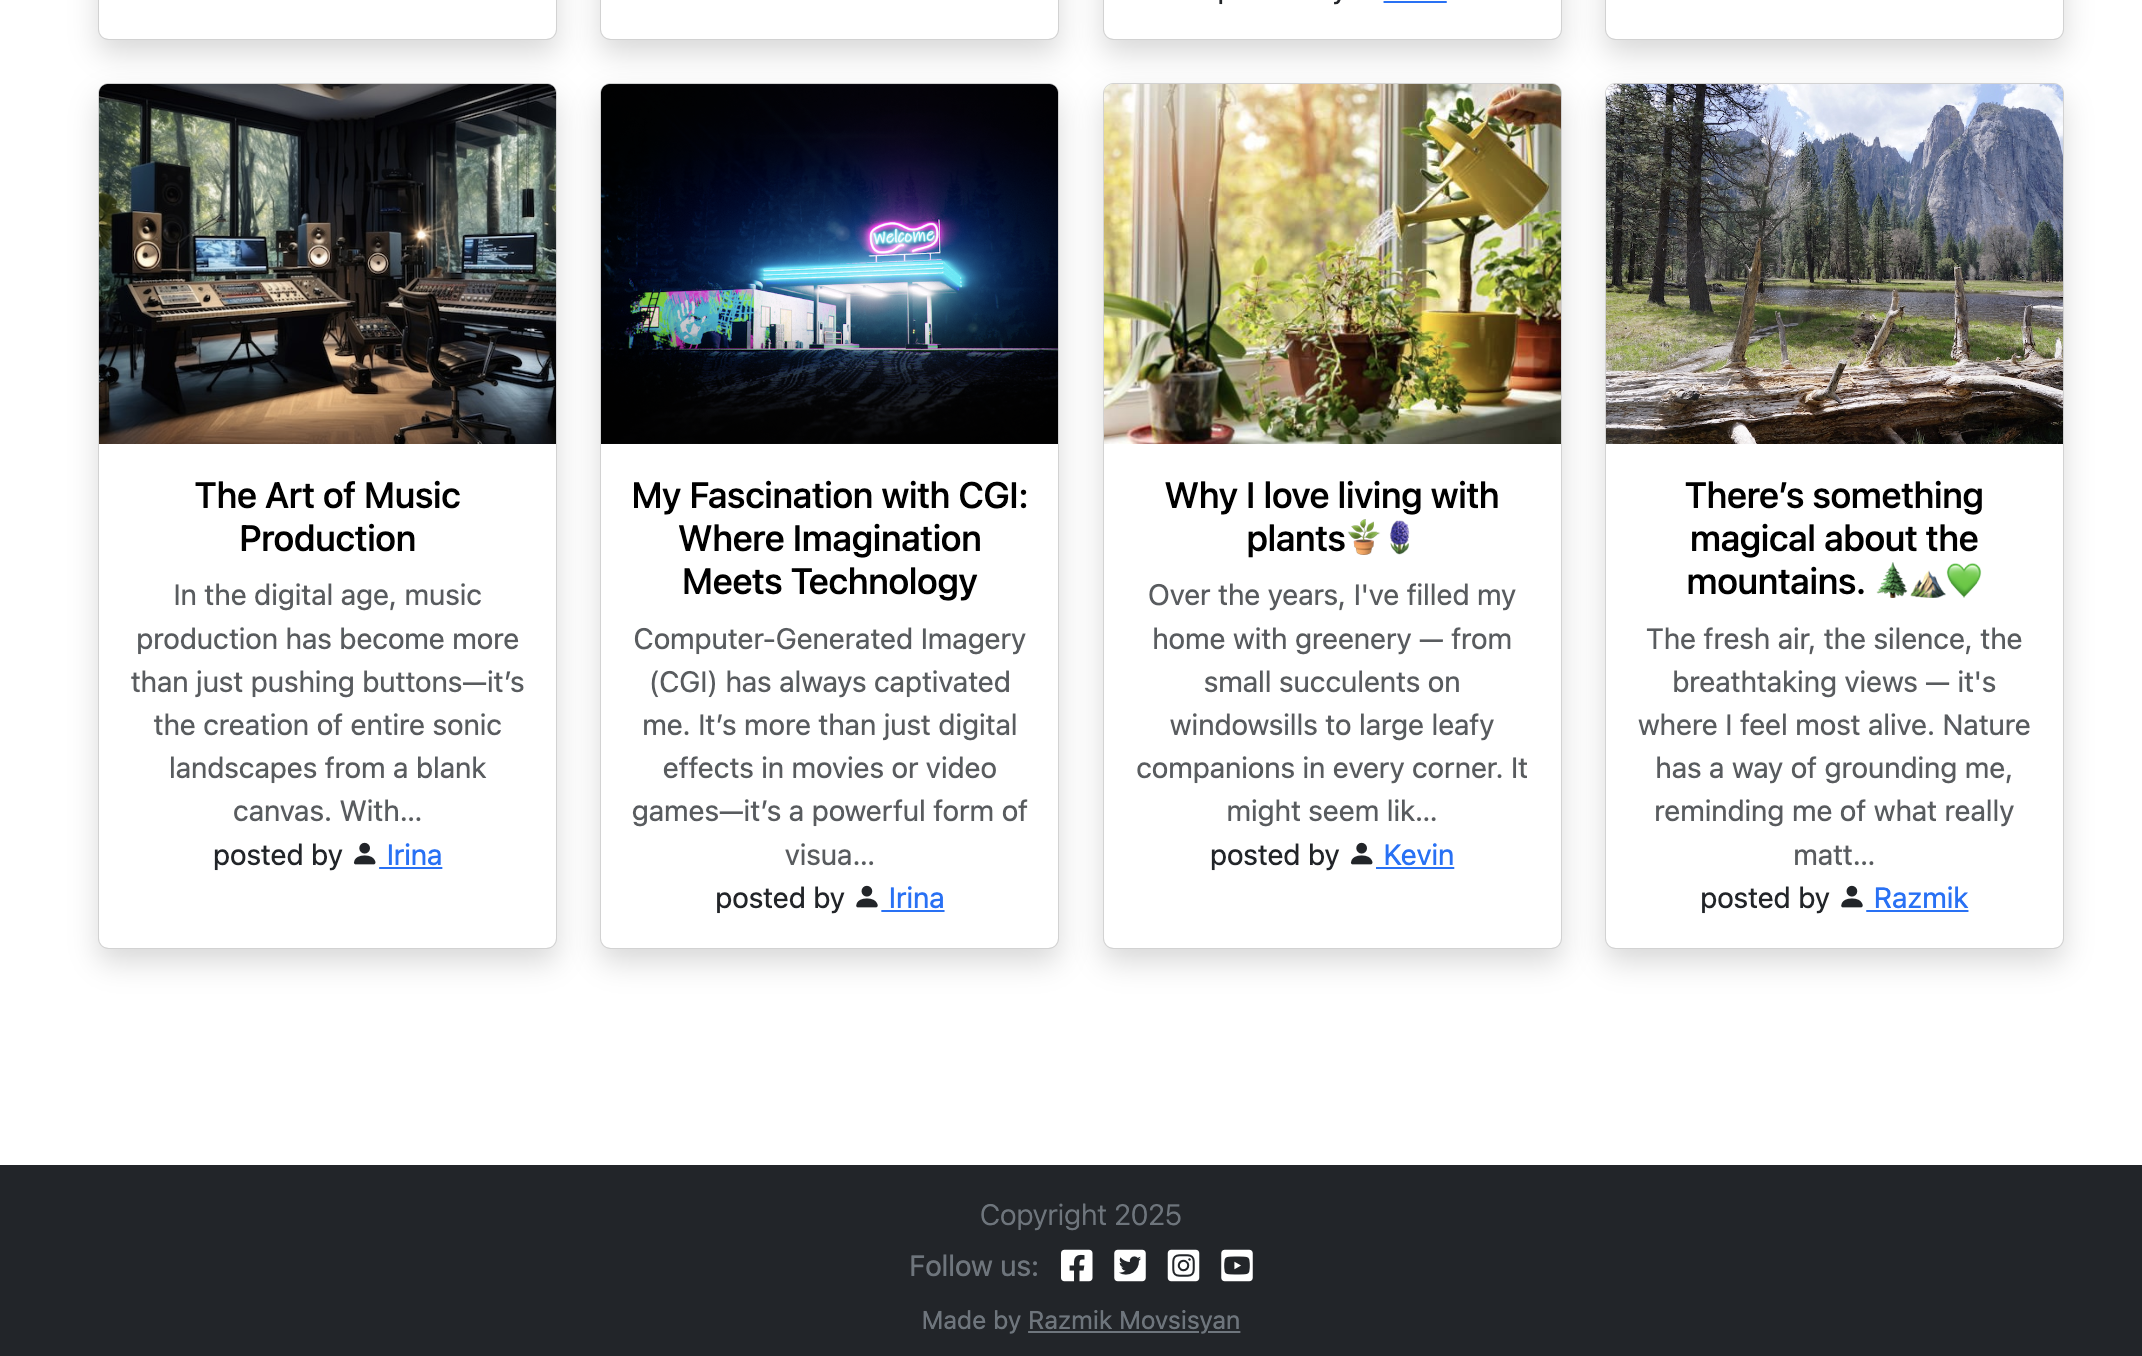 The Art of Music
Production
In the digital age, music
production has become more
than just pushing buttons—it’s
the creation of entire sonic
landscapes from a blank
canvas. With...
posted by Irina
Welcome
My Fascination with CGI:
Where Imagination
Meets Technology
Computer-Generated Imagery
(CGI) has always captivated
me. It’s more than just digital
effects in movies or video
games—it’s a powerful form of
visua...
posted by Irina
Why I love living with
plants🪴🪻
Over the years, I've filled my
home with greenery — from
small succulents on
windowsills to large leafy
companions in every corner. It
might seem lik...
posted by Kevin
There’s something
magical about the
mountains. 🌲⛰️💚
The fresh air, the silence, the
breathtaking views — it's
where I feel most alive. Nature
has a way of grounding me,
reminding me of what really
matt...
posted by Razmik
Copyright 2025
Follow us:
Made by Razmik Movsisyan